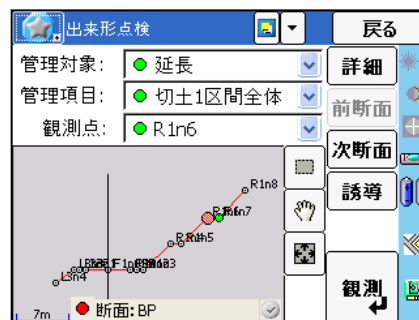 出来形点検
戻る
管理対象: 延長
詳細
管理項目: 切土1区間全体
前断面
観測点: R1n6
次断面
R1n8
誘導
L3n4
観測
7m
断面:BP